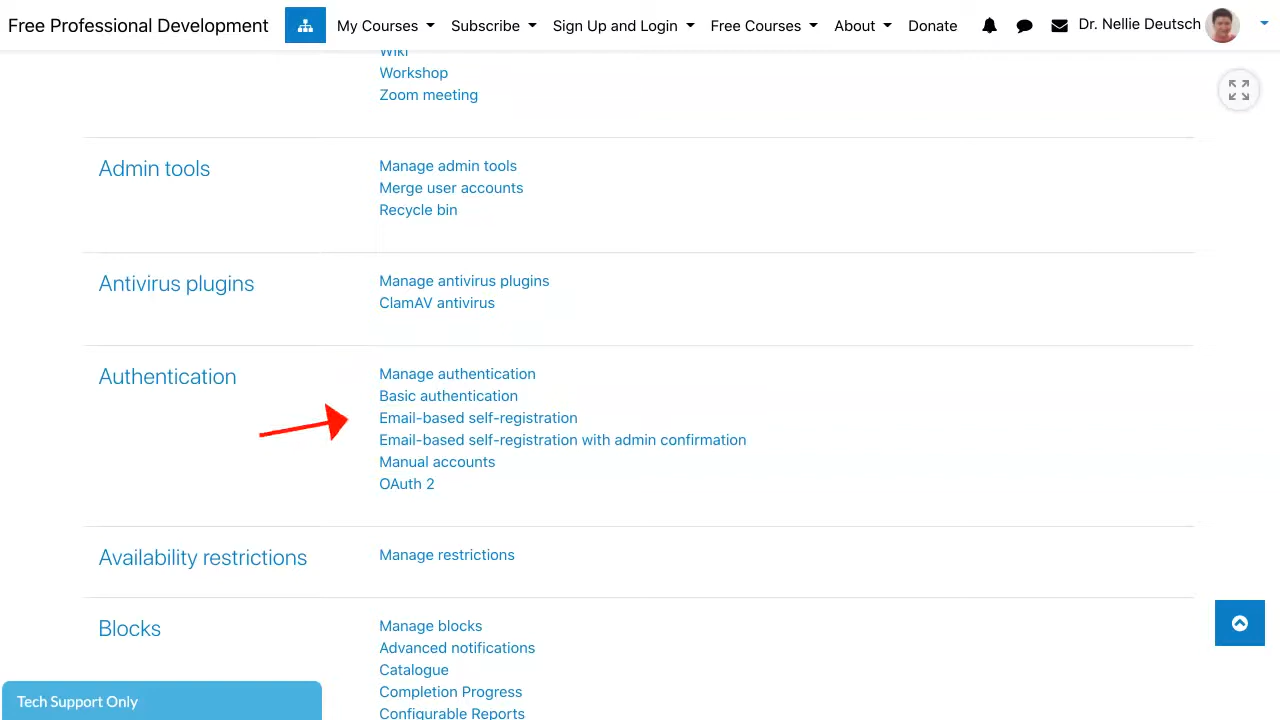 Free Professional Development My Courses Subscribe Sign Up and Login Free Courses About Donate Dr. Nellie Deutsch
Wiki
Workshop
Zoom meeting
Admin tools
Manage admin tools
Merge user accounts
Recycle bin
Antivirus plugins
Manage antivirus plugins
ClamAV antivirus
Authentication
Manage authentication
Basic authentication
Email-based self-registration
Email-based self-registration with admin confirmation
Manual accounts
OAuth 2
Availability restrictions
Manage restrictions
Blocks
Manage blocks
Advanced notifications
Catalogue
Completion Progress
Configurable Reports
Tech Support Only